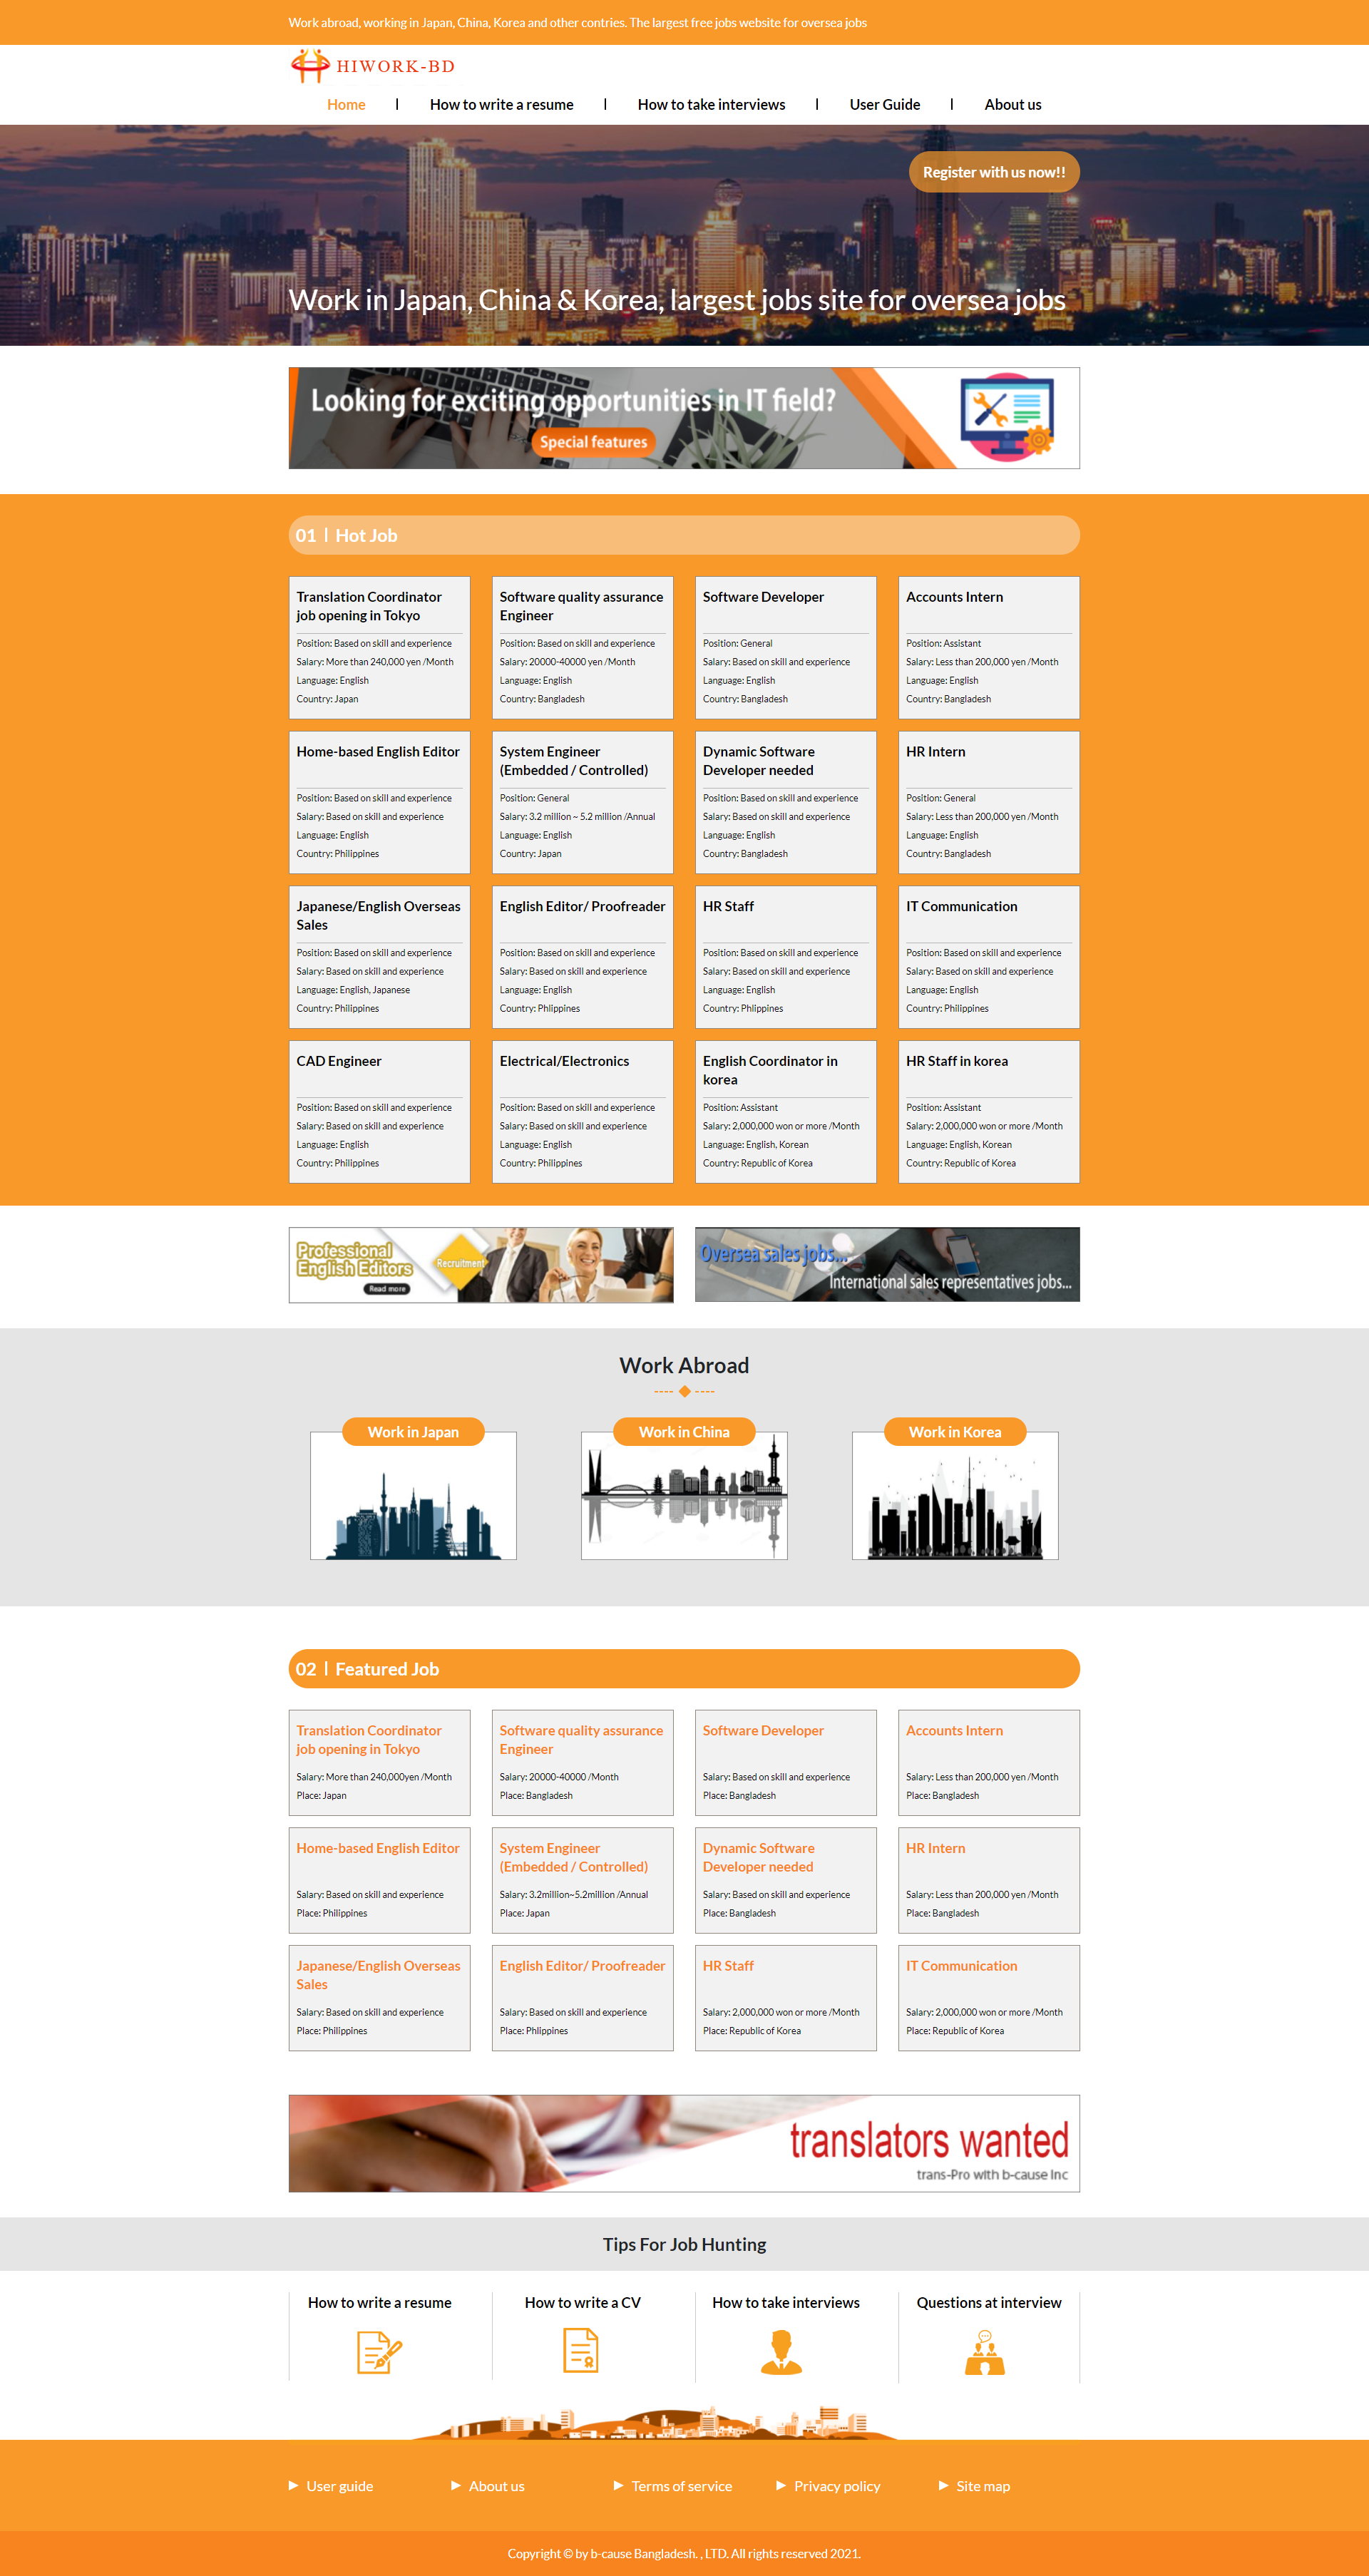 Work abroad, working in Japan, China, Korea and other contries. The largest free jobs website for oversea jobs
HIWORK-BD
Home | How to write a resume | How to take interviews | User Guide | About us
Register with us now!!
Work in Japan, China & Korea, largest jobs site for oversea jobs
Looking for exciting opportunities in IT field?
Special features
01 | Hot Job
Translation Coordinator
job opening in Tokyo
Position: Based on skill and experience
Salary: More than 240,000 yen /Month
Language: English
Country: Japan
Software quality assurance
Engineer
Position: Based on skill and experience
Salary: 20000-40000 yen /Month
Language: English
Country: Bangladesh
Software Developer
Position: General
Salary: Based on skill and experience
Language: English
Country: Bangladesh
Accounts Intern
Position: Assistant
Salary: Less than 200,000 yen /Month
Language: English
Country: Bangladesh
Home-based English Editor
Position: Based on skill and experience
Salary: Based on skill and experience
Language: English
Country: Philippines
System Engineer
(Embedded / Controlled)
Position: General
Salary: 3.2 million ~ 5.2 million /Annual
Language: English
Country: Japan
Dynamic Software
Developer needed
Position: Based on skill and experience
Salary: Based on skill and experience
Language: English
Country: Bangladesh
HR Intern
Position: General
Salary: Less than 200,000 yen /Month
Language: English
Country: Bangladesh
Japanese/English Overseas
Sales
Position: Based on skill and experience
Salary: Based on skill and experience
Language: English, Japanese
Country: Philippines
English Editor/ Proofreader
Position: Based on skill and experience
Salary: Based on skill and experience
Language: English
Country: Phlippines
HR Staff
Position: Based on skill and experience
Salary: Based on skill and experience
Language: English
Country: Phlippines
IT Communication
Position: Based on skill and experience
Salary: Based on skill and experience
Language: English
Country: Philippines
CAD Engineer
Position: Based on skill and experience
Salary: Based on skill and experience
Language: English
Country: Philippines
Electrical/Electronics
Position: Based on skill and experience
Salary: Based on skill and experience
Language: English
Country: Philippines
English Coordinator in
korea
Position: Assistant
Salary: 2,000,000 won or more /Month
Language: English, Korean
Country: Republic of Korea
HR Staff in korea
Position: Assistant
Salary: 2,000,000 won or more /Month
Language: English, Korean
Country: Republic of Korea
Professional
English Editors
Read more
Recruitment
Oversea sales jobs...
International sales representatives jobs...
Work Abroad
Work in Japan
Work in China
Work in Korea
02 | Featured Job
Translation Coordinator
job opening in Tokyo
Salary: More than 240,000yen /Month
Place: Japan
Software quality assurance
Engineer
Salary: 20000-40000 /Month
Place: Bangladesh
Software Developer
Salary: Based on skill and experience
Place: Bangladesh
Accounts Intern
Salary: Less than 200,000 yen /Month
Place: Bangladesh
Home-based English Editor
Salary: Based on skill and experience
Place: Philippines
System Engineer
(Embedded / Controlled)
Salary: 3.2million~5.2million /Annual
Place: Japan
Dynamic Software
Developer needed
Salary: Based on skill and experience
Place: Bangladesh
HR Intern
Salary: Less than 200,000 yen /Month
Place: Bangladesh
Japanese/English Overseas
Sales
Salary: Based on skill and experience
Place: Philippines
English Editor/ Proofreader
Salary: Based on skill and experience
Place: Phlippines
HR Staff
Salary: 2,000,000 won or more /Month
Place: Republic of Korea
IT Communication
Salary: 2,000,000 won or more /Month
Place: Republic of Korea
translators wanted
trans-Pro with b-cause Inc
Tips For Job Hunting
How to write a resume
How to write a CV
How to take interviews
Questions at interview
User guide
About us
Terms of service
Privacy policy
Site map
Copyright © by b-cause Bangladesh. , LTD. All rights reserved 2021.